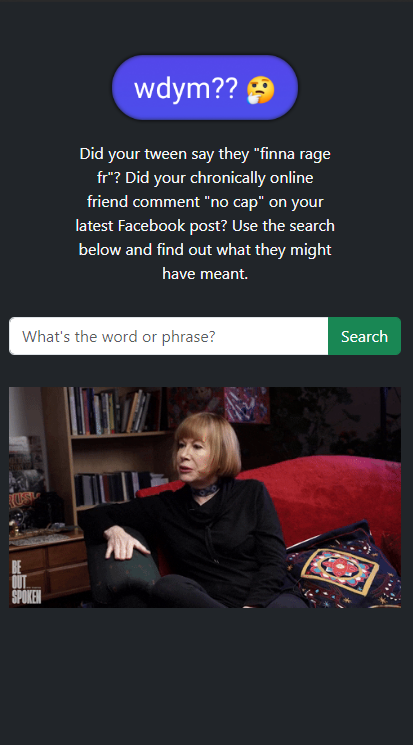 wdym?? 🤔
Did your tween say they "finna rage
fr"? Did your chronically online
friend comment "no cap" on your
latest Facebook post? Use the search
below and find out what they might
have meant.
What's the word or phrase?
Search
BE
OUT
SPOKEN